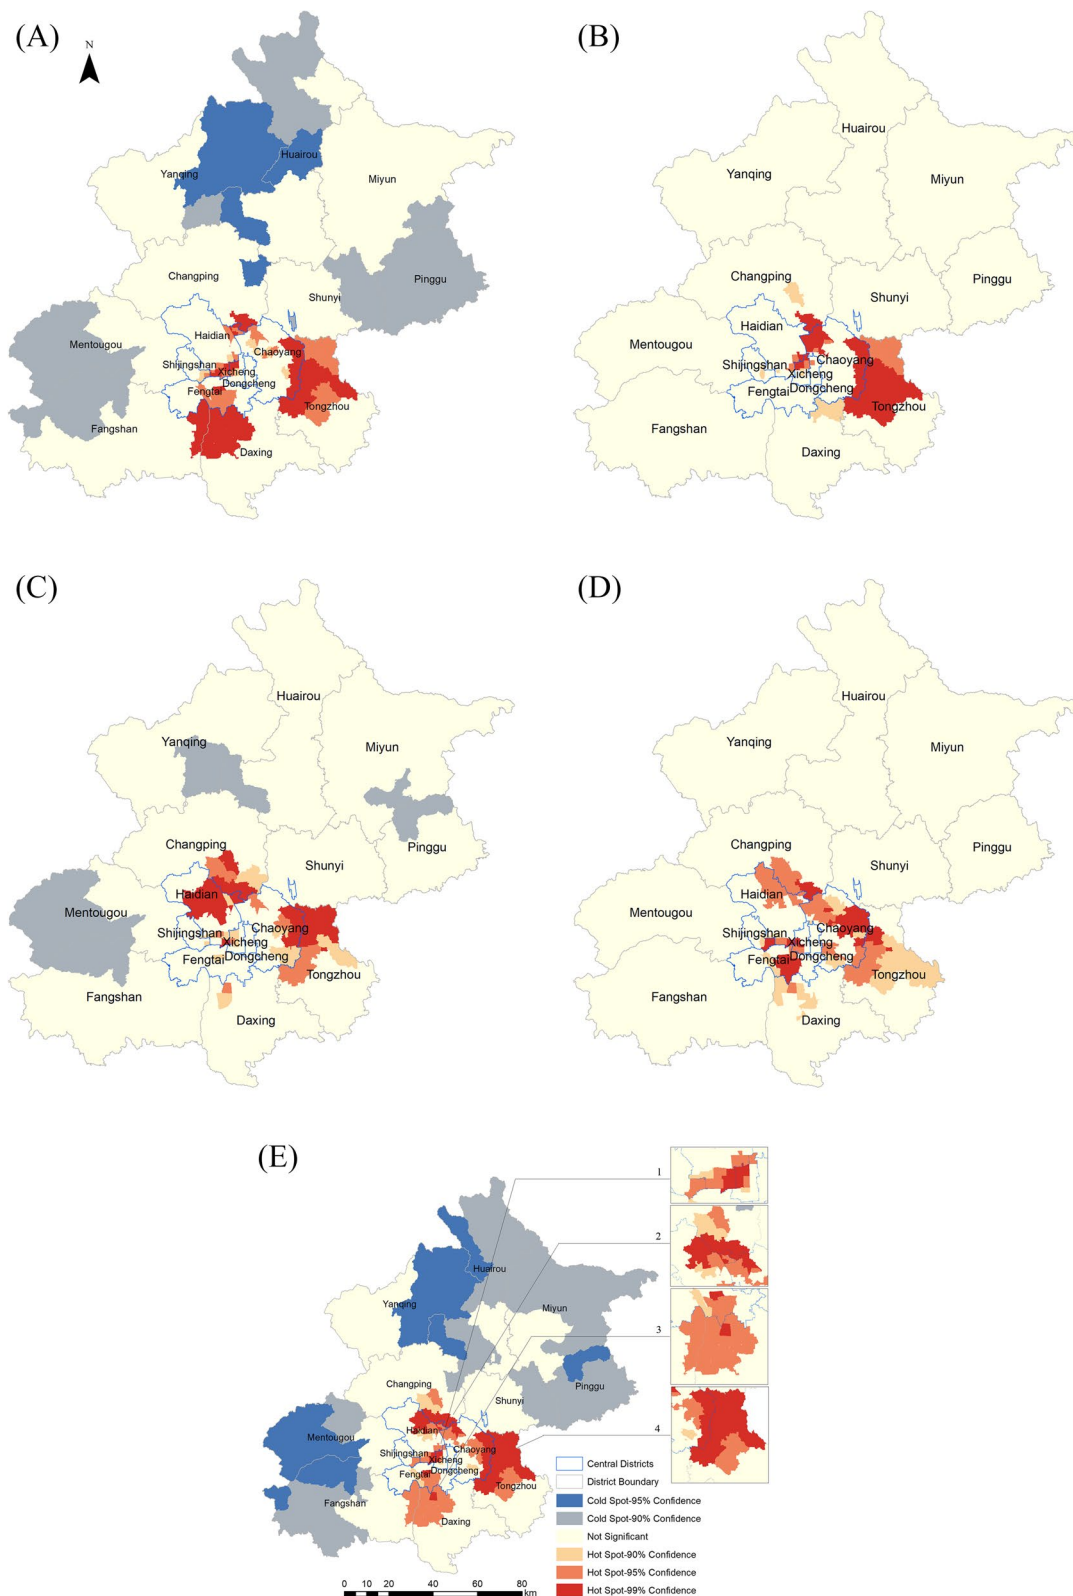 (A)
N
Huairou
Yanqing
Miyun
Changping
Pinggu
Shunyi
Haidian
Mentougou
Chaoyang
Shijingshan
Xicheng
Dongcheng
Fengtai
Tongzhou
Fangshan
Daxing
(B)
Huairou
Yanqing
Miyun
Changping
Pinggu
Shunyi
Haidian
Mentougou
Shijingshan
Chaoyang
Xicheng
Fengtai
Dongcheng
Tongzhou
Fangshan
Daxing
(C)
Huairou
Yanqing
Miyun
Changping
Pinggu
Shunyi
Haidian
Mentougou
Chaoyang
Shijingshan
Xicheng
Dongcheng
Fengtai
Tongzhou
Fangshan
Daxing
(D)
Huairou
Yanqing
Miyun
Changping
Pinggu
Shunyi
Haidian
Mentougou
Chaoyang
Shijingshan
Xicheng
Dongcheng
Fengtai
Tongzhou
Fangshan
Daxing
(E)
1
2
3
4
Huairou
Yanqing
Miyun
Changping
Pinggu
Shunyi
Haidian
Mentougou
Chaoyang
Shijingshan
Xicheng
Dongcheng
Fengtai
Tongzhou
Fangshan
Daxing
Central Districts
District Boundary
Cold Spot-95% Confidence
Cold Spot-90% Confidence
Not Significant
Hot Spot-90% Confidence
Hot Spot-95% Confidence
Hot Spot-99% Confidence
0 10 20 40 60 80
km